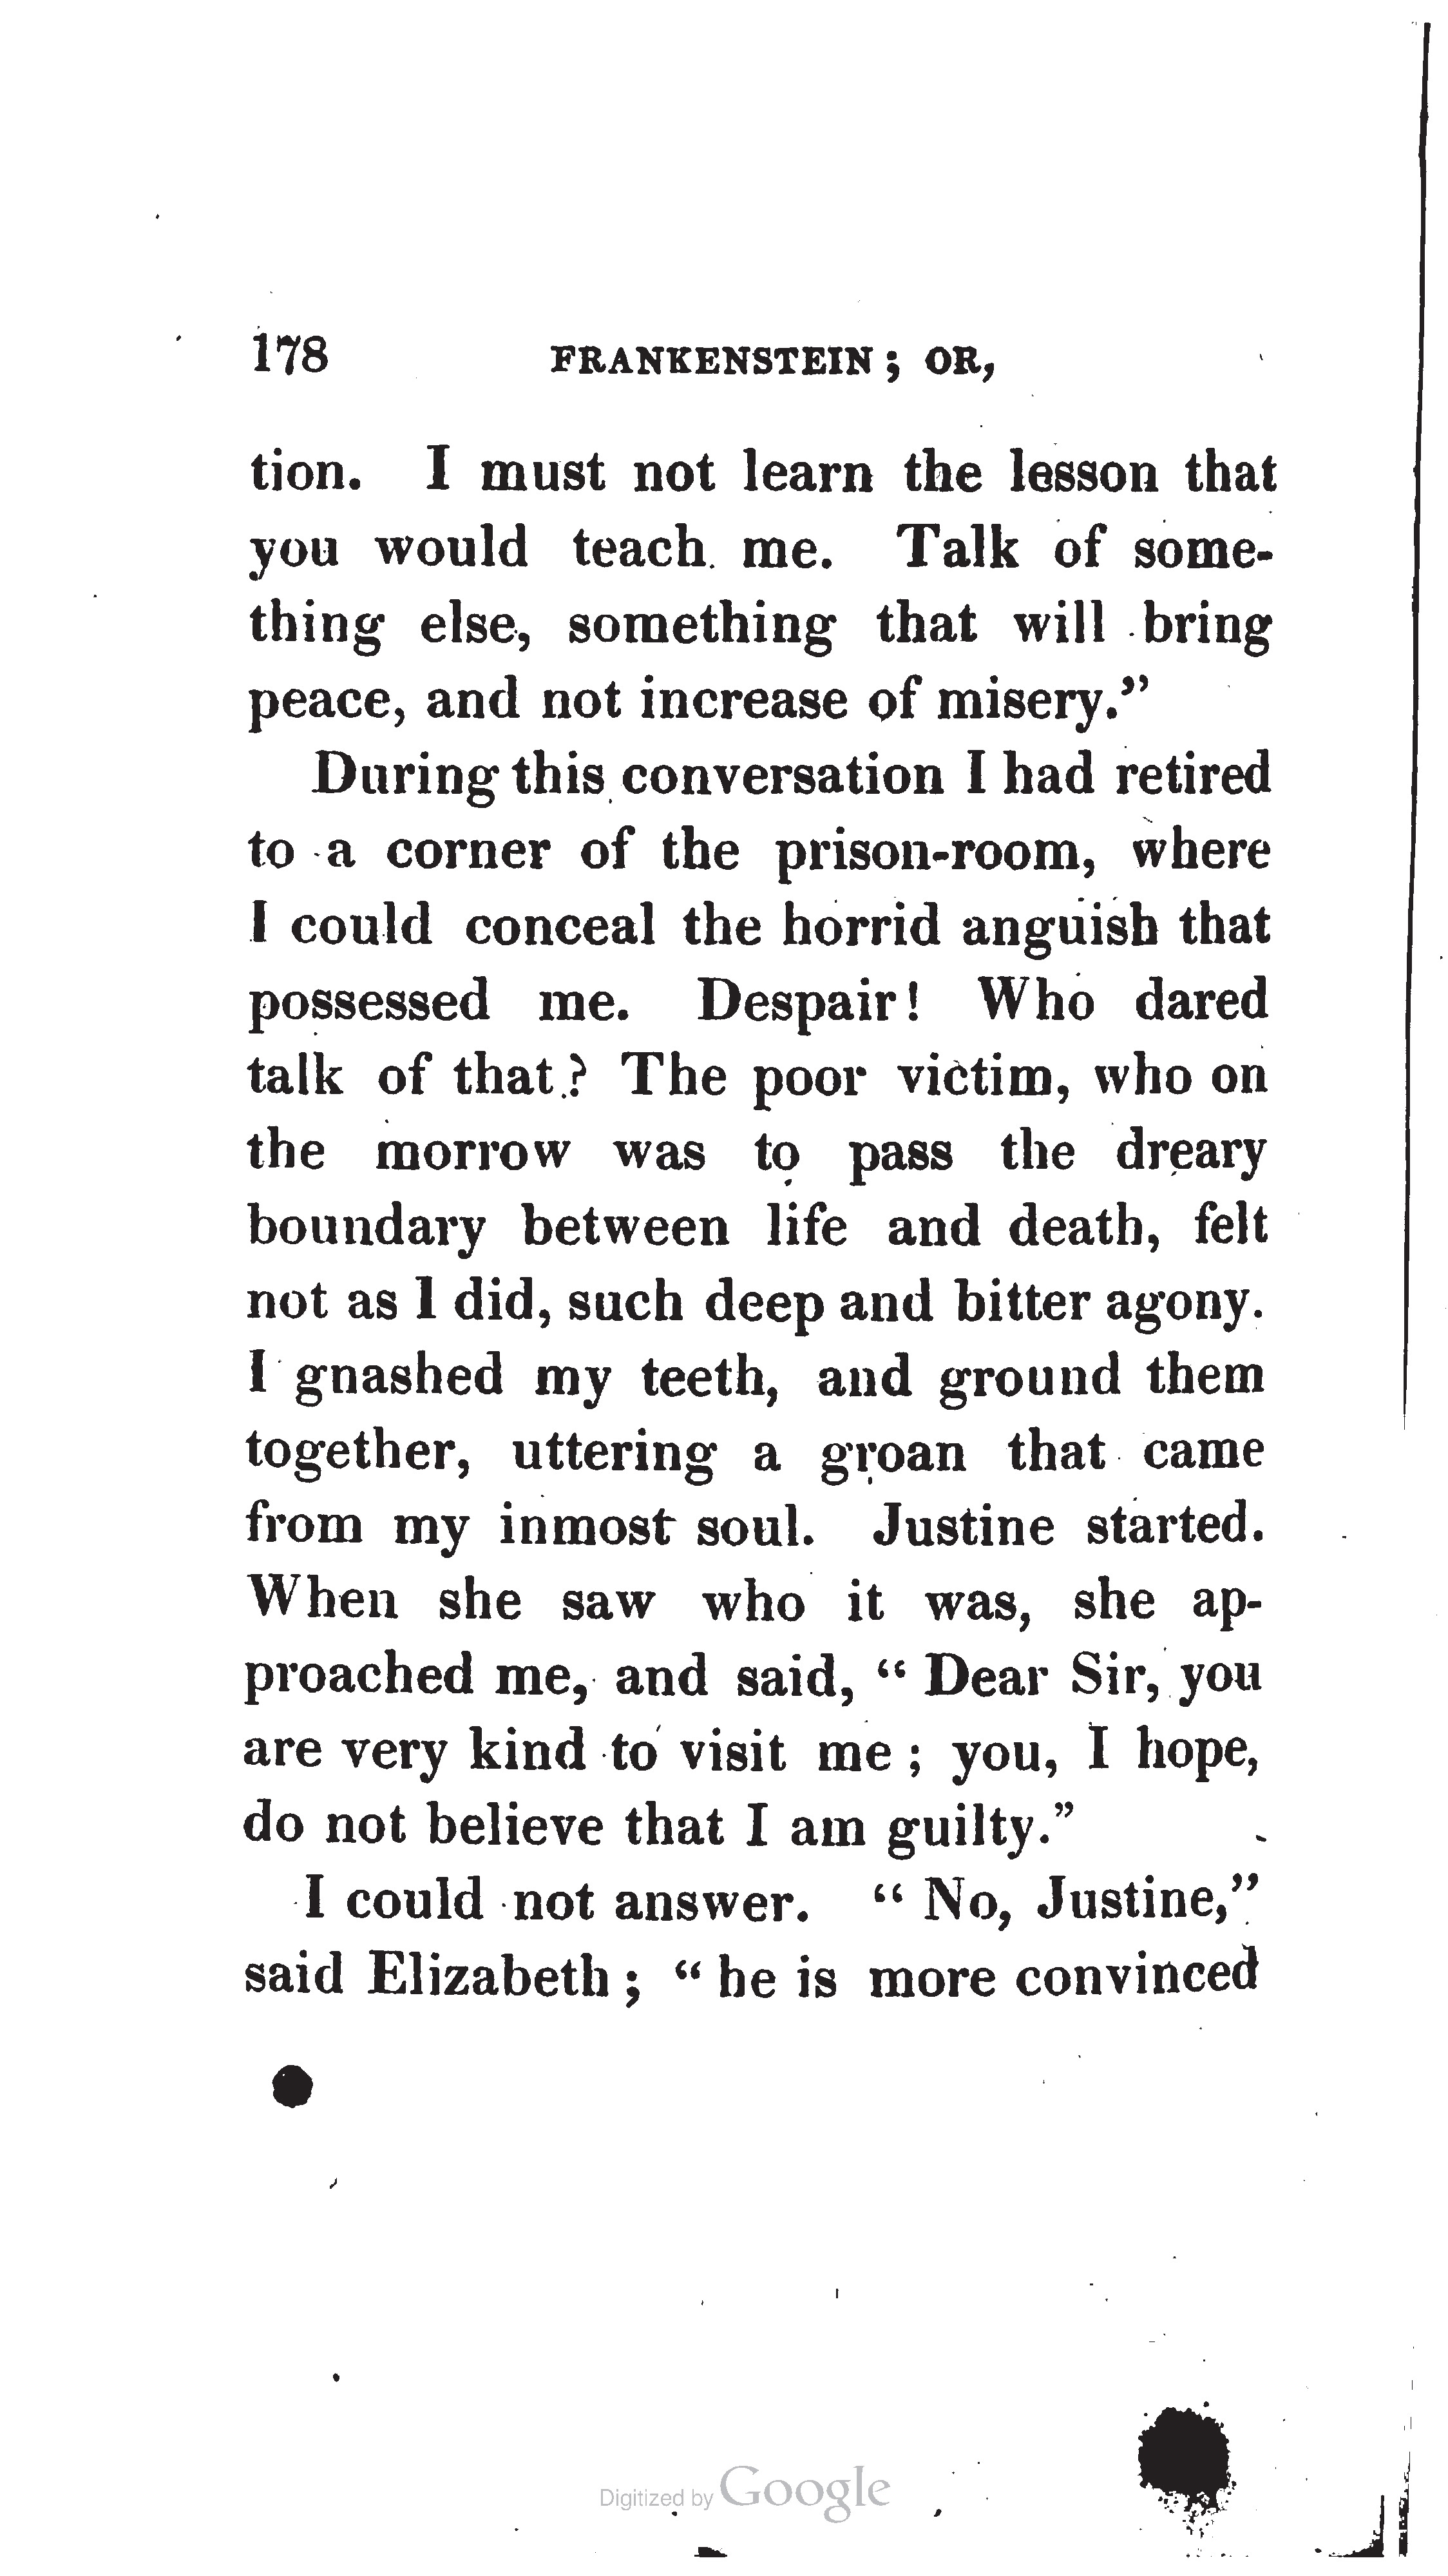 178 FRANKENSTEIN; OR,
tion. I must not learn the lesson that
you would teach me. Talk of some-
thing else, something that will bring
peace, and not increase of misery.”
During this conversation I had retired
to a corner of the prison-room, where
I could conceal the horrid anguish that
possessed me. Despair! Who dared
talk of that? The poor victim, who on
the morrow was to pass the dreary
boundary between life and death, felt
not as I did, such deep and bitter agony.
I gnashed my teeth, and ground them
together, uttering a groan that came
from my inmost soul. Justine started.
When she saw who it was, she ap-
proached me, and said, “Dear Sir, you
are very kind to visit me; you, I hope,
do not believe that I am guilty.”
I could not answer. “No, Justine,”
said Elizabeth; “he is more convinced
Digitized by Google